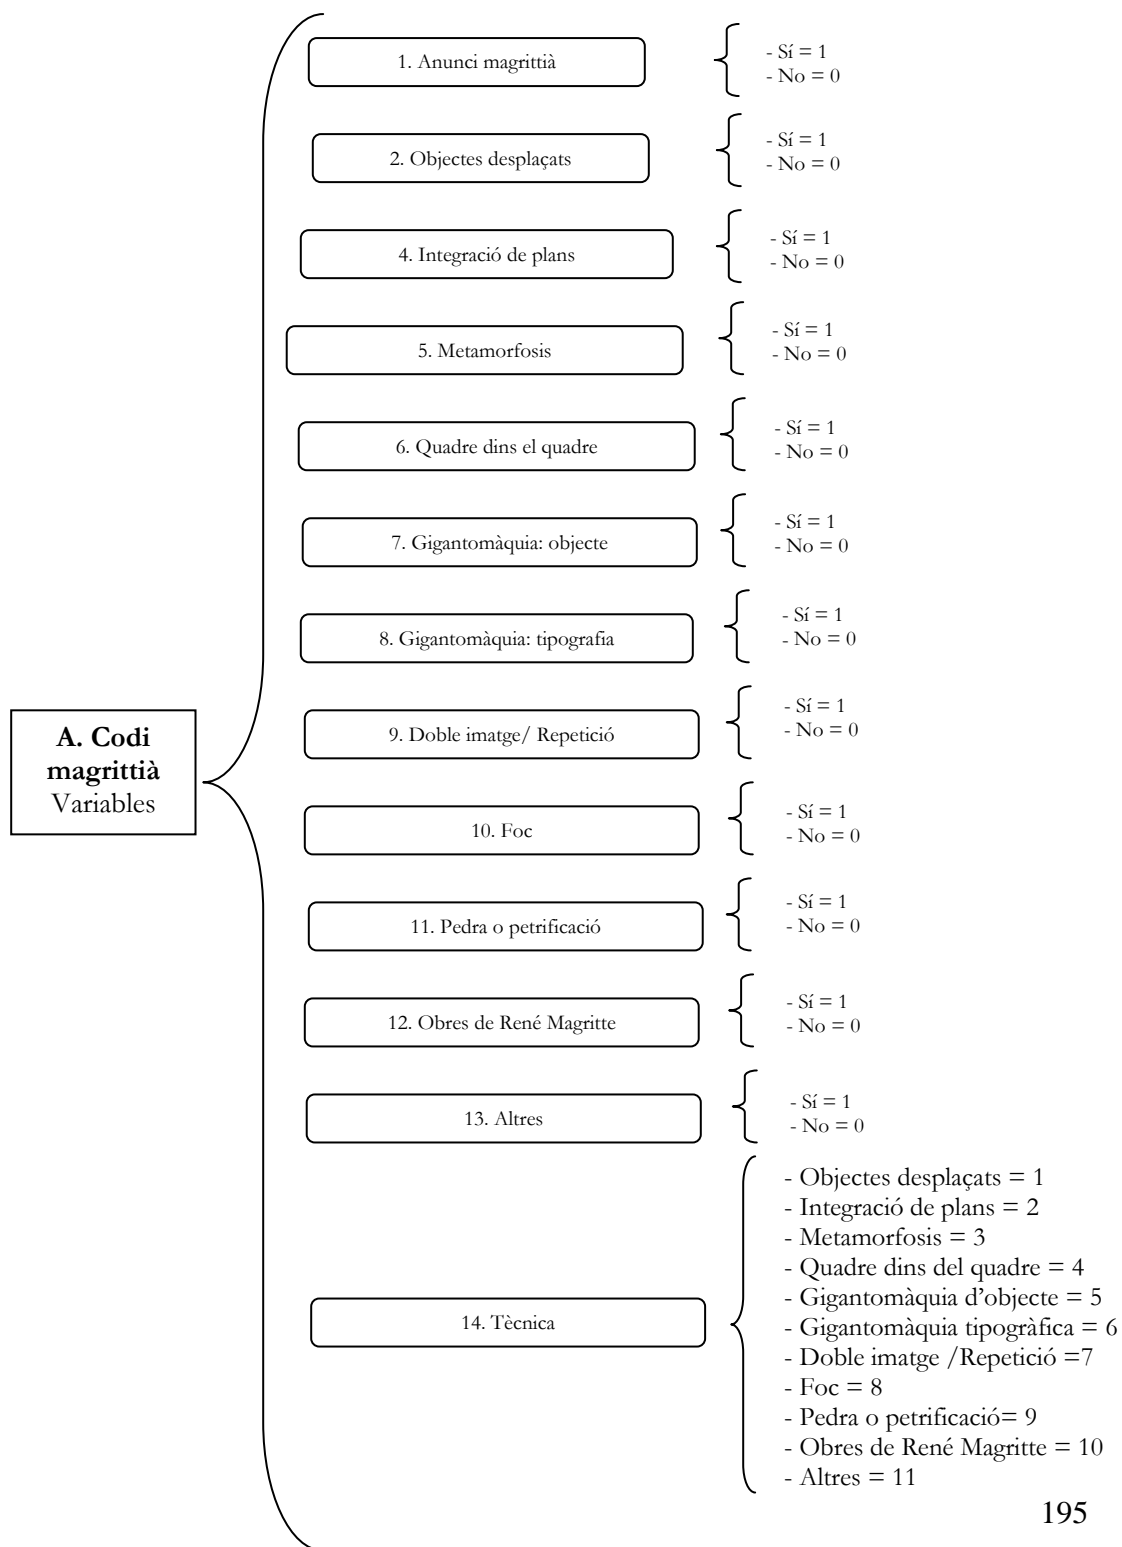 1. Anunci magrittià
- Sí = 1
- No = 0
2. Objectes desplaçats
- Sí = 1
- No = 0
4. Integració de plans
- Sí = 1
- No = 0
5. Metamorfosis
- Sí = 1
- No = 0
6. Quadre dins el quadre
- Sí = 1
- No = 0
7. Gigantomàquia: objecte
- Sí = 1
- No = 0
8. Gigantomàquia: tipografia
- Sí = 1
- No = 0
A. Codi
magrittià
Variables
9. Doble imatge/ Repetició
- Sí = 1
- No = 0
10. Foc
- Sí = 1
- No = 0
11. Pedra o petrificació
- Sí = 1
- No = 0
12. Obres de René Magritte
- Sí = 1
- No = 0
13. Altres
- Sí = 1
- No = 0
14. Tècnica
- Objectes desplaçats = 1
- Integració de plans = 2
- Metamorfosis = 3
- Quadre dins del quadre = 4
- Gigantomàquia d'objecte = 5
- Gigantomàquia tipogràfica = 6
- Doble imatge /Repetició =7
- Foc = 8
- Pedra o petrificació= 9
- Obres de René Magritte = 10
- Altres = 11
195